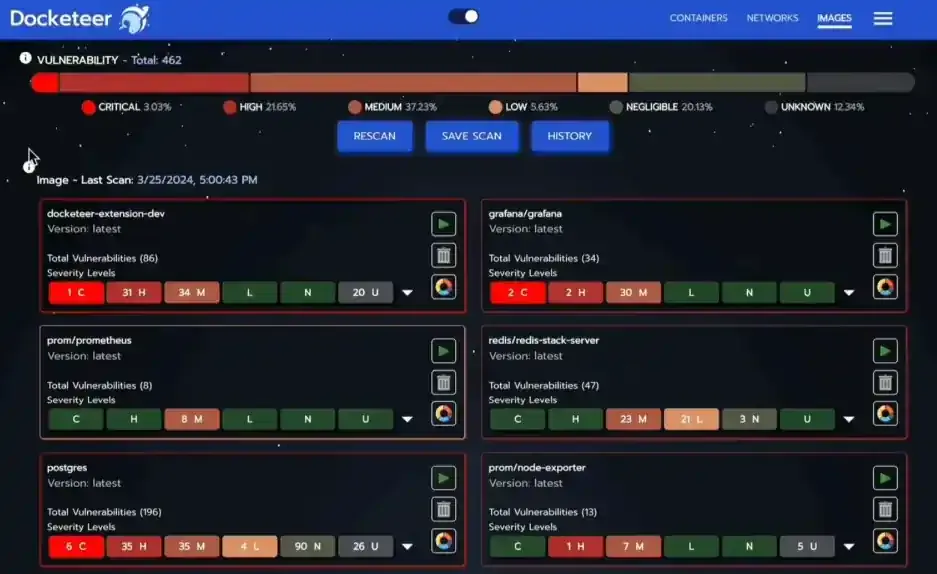 Docketeer
CONTAINERS NETWORKS IMAGES
VULNERABILITY - Total: 462
CRITICAL 3.03% HIGH 21.65% MEDIUM 37.23% LOW 5.63% NEGLIGIBLE 20.13% UNKNOWN 12.34%
RESCAN SAVE SCAN HISTORY
Image - Last Scan: 3/25/2024, 5:00:43 PM
docketeer-extension-dev
Version: latest
Total Vulnerabilities (86)
Severity Levels
1 C 31 H 34 M L N 20 U
grafana/grafana
Version: latest
Total Vulnerabilities (34)
Severity Levels
2 C 2 H 30 M L N U
prom/prometheus
Version: latest
Total Vulnerabilities (8)
Severity Levels
C H 8 M L N U
redis/redis-stack-server
Version: latest
Total Vulnerabilities (47)
Severity Levels
C H 23 M 21 L 3 N U
postgres
Version: latest
Total Vulnerabilities (196)
Severity Levels
6 C 35 H 35 M 4 L 90 N 26 U
prom/node-exporter
Version: latest
Total Vulnerabilities (13)
Severity Levels
C 1 H 7 M L N 5 U